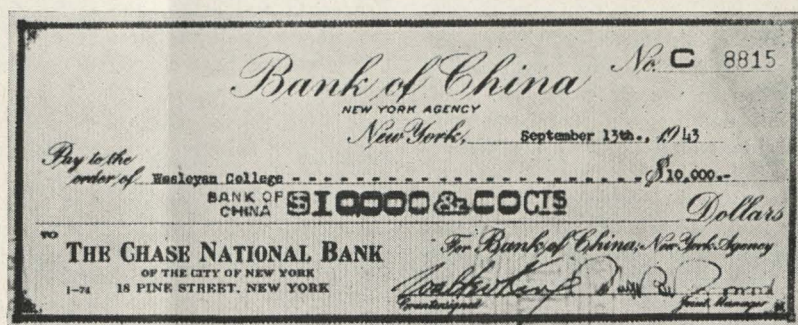 No. C 8815
Bank of China
NEW YORK AGENCY
New York, September 13th., 1943
Pay to the
order of Wesleyan College - - - - - - - - - - - - - - - - - - - - - - - - $10,000.-
BANK OF
CHINA $10000 & 00 CTS
Dollars
TO
THE CHASE NATIONAL BANK
OF THE CITY OF NEW YORK
1-74 18 PINE STREET, NEW YORK
For Bank of China, New York Agency
Countersigned Manager